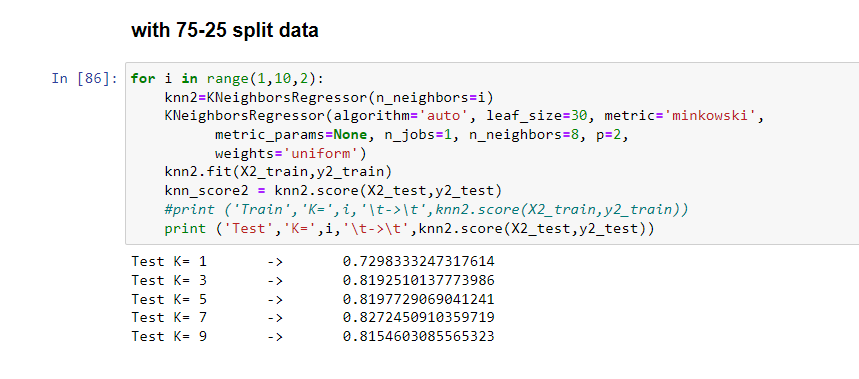 with 75-25 split data
In [86]: for i in range(1,10,2):
    knn2=KNeighborsRegressor(n_neighbors=i)
    KNeighborsRegressor(algorithm='auto', leaf_size=30, metric='minkowski',
          metric_params=None, n_jobs=1, n_neighbors=8, p=2,
          weights='uniform')
    knn2.fit(X2_train,y2_train)
    knn_score2 = knn2.score(X2_test,y2_test)
    #print ('Train','K=',i,'\t->\t',knn2.score(X2_train,y2_train))
    print ('Test','K=',i,'\t->\t',knn2.score(X2_test,y2_test))
Test K= 1 -> 0.7298333247317614
Test K= 3 -> 0.8192510137773986
Test K= 5 -> 0.8197729069041241
Test K= 7 -> 0.8272450910359719
Test K= 9 -> 0.8154603085565323